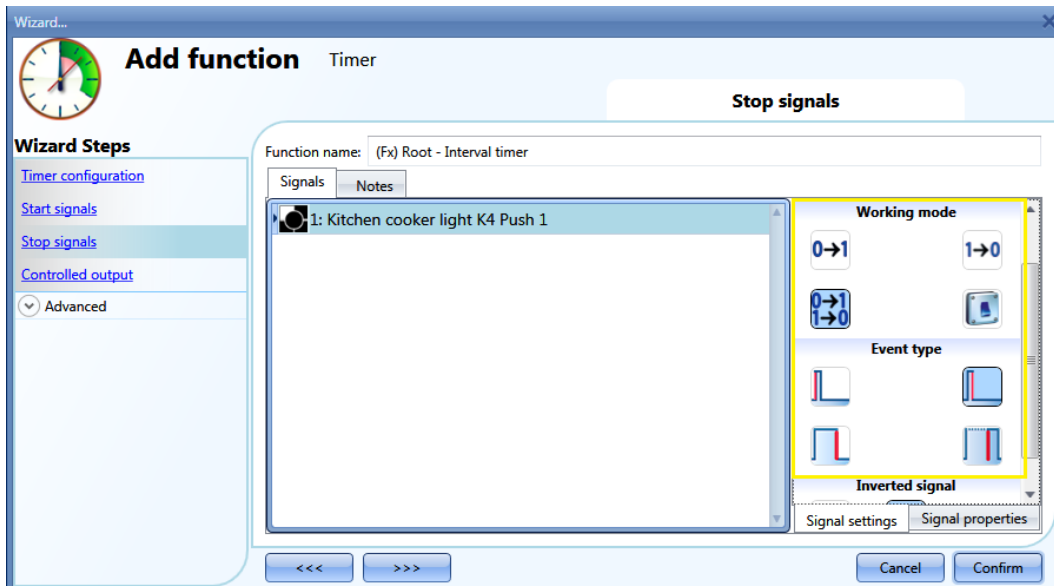 Wizard...
Add function Timer
Stop signals
Wizard Steps
Timer configuration
Start signals
Stop signals
Controlled output
Advanced
Function name: (Fx) Root - Interval timer
Signals Notes
1: Kitchen cooker light K4 Push 1
Working mode
0→1 1→0
0→1
1→0
Event type
Inverted signal
Signal settings Signal properties
<<< >>> Cancel Confirm